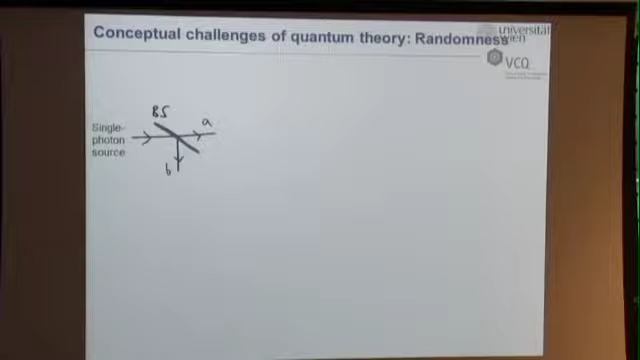 Conceptual challenges of quantum theory: Randomness
universität
wien
VCQ
BS
a
Single-
photon
source
b